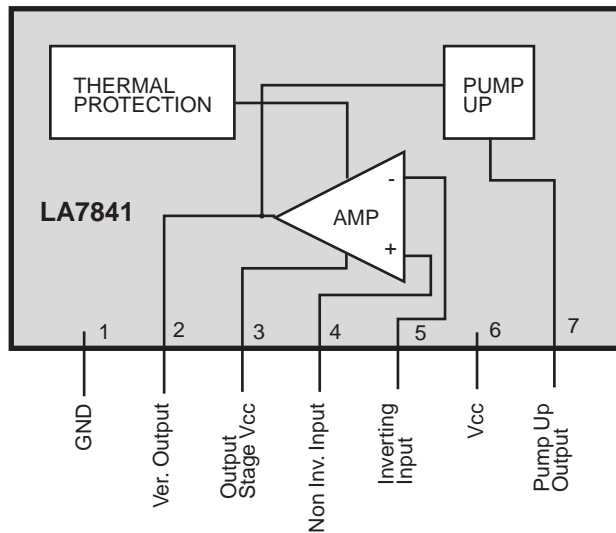 THERMAL
PROTECTION
PUMP
UP
LA7841
AMP
-
+
1
2
3
4
5
6
7
GND
Ver. Output
Output
Stage Vcc
Non Inv. Input
Inverting
Input
Vcc
Pump Up
Output